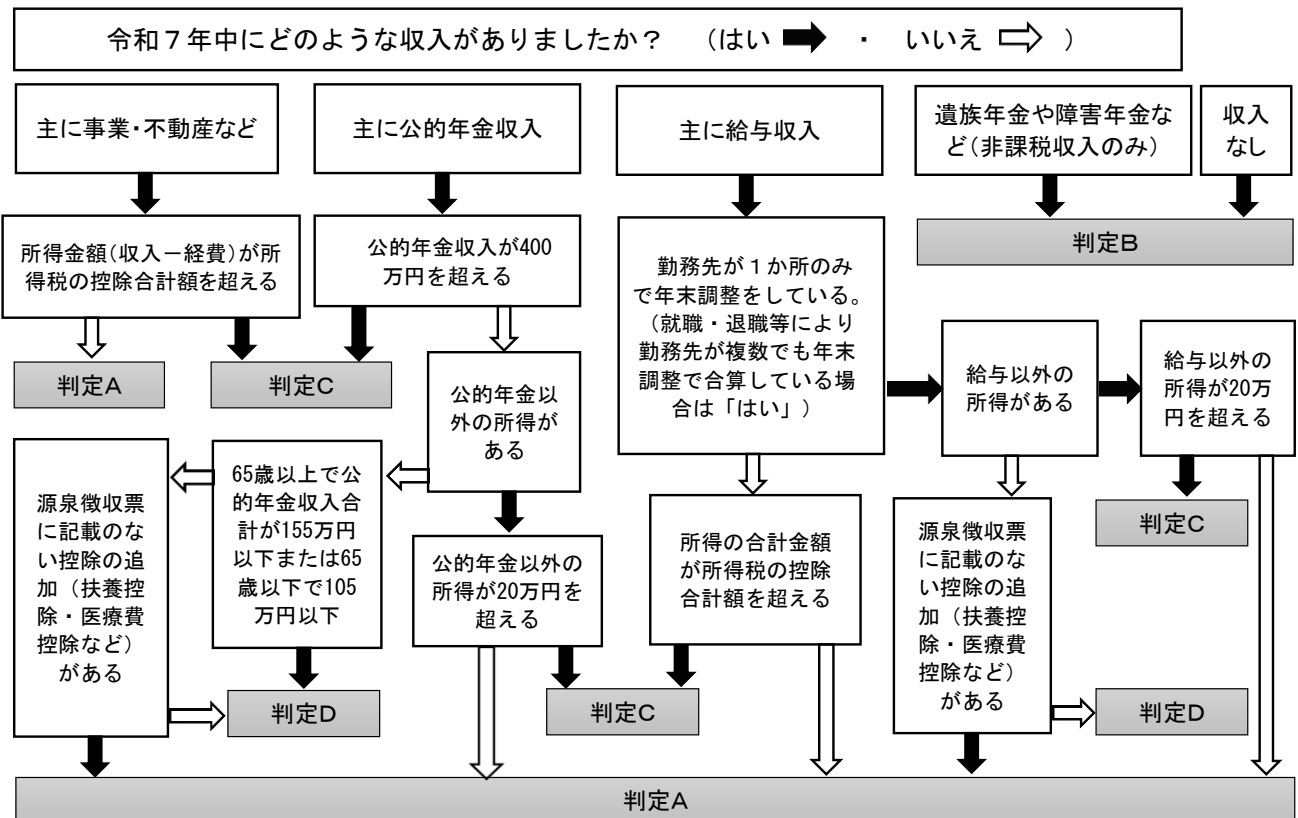 令和７年中にどのような収入がありましたか？　（はい ➡ ・ いいえ ⇨ ）
主に事業・不動産など
主に公的年金収入
主に給与収入
遺族年金や障害年金な
ど（非課税収入のみ）
収入
なし
所得金額（収入－経費）が所
得税の控除合計額を超える
公的年金収入が400
万円を超える
勤務先が１か所のみ
で年末調整をしている。
（就職・退職等により
勤務先が複数でも年末
調整で合算している場
合は「はい」）
判定Ｂ
給与以外の
所得がある
給与以外の
所得が20万
円を超える
判定Ａ
判定Ｃ
公的年金以
外の所得が
ある
源泉徴収票
に記載のな
い控除の追
加（扶養控
除・医療費
控除など）
がある
65歳以上で公
的年金収入合
計が155万円
以下または65
歳以下で105
万円以下
公的年金以外の
所得が20万円を
超える
所得の合計金額
が所得税の控除
合計額を超える
源泉徴収票
に記載のな
い控除の追
加（扶養控
除・医療費
控除など）
がある
判定Ｃ
判定Ｄ
判定Ｃ
判定Ｄ
判定Ａ